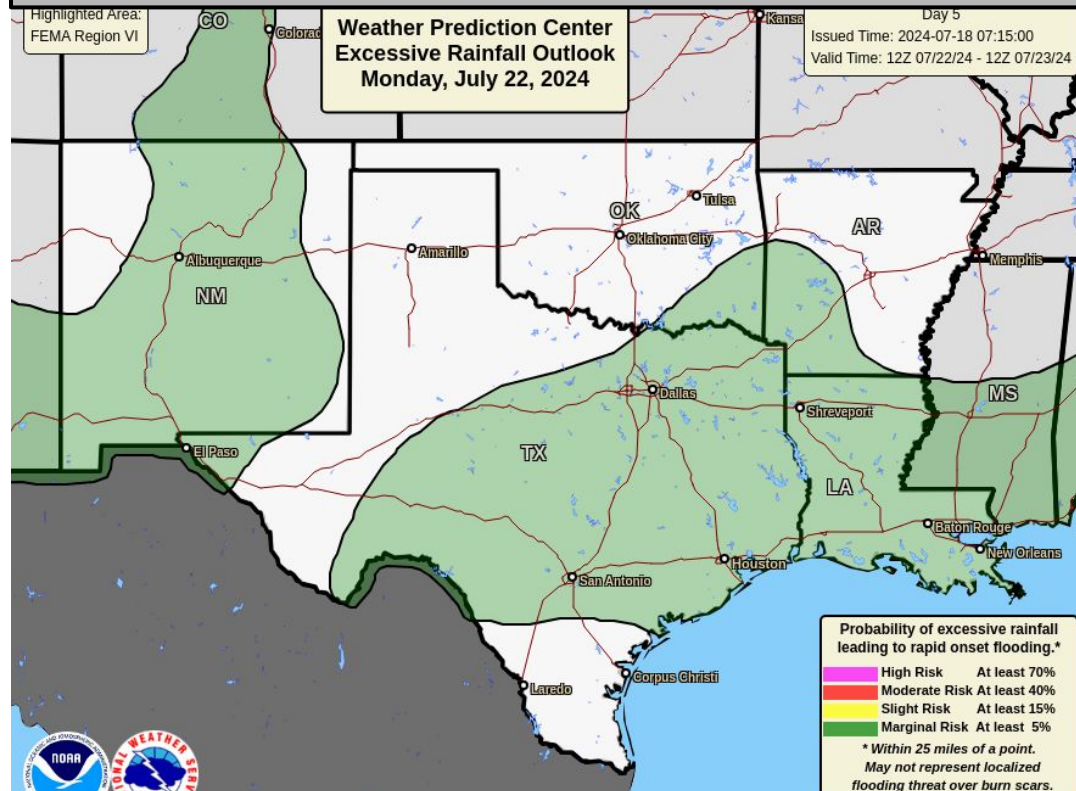 Highlighted Area:
FEMA Region VI
Weather Prediction Center
Excessive Rainfall Outlook
Monday, July 22, 2024
Day 5
Issued Time: 2024-07-18 07:15:00
Valid Time: 12Z 07/22/24 - 12Z 07/23/24
CO
Colorad
Kansa
Tulsa
OK
Oklahoma City
AR
Albuquerque
Amarillo
Memphis
NM
Dallas
MS
Shreveport
El Paso
TX
LA
Baton Rouge
New Orleans
Houston
San Antonio
Corpus Christi
Laredo
Probability of excessive rainfall
leading to rapid onset flooding.*
High Risk At least 70%
Moderate Risk At least 40%
Slight Risk At least 15%
Marginal Risk At least 5%
* Within 25 miles of a point.
May not represent localized
flooding threat over burn scars.
NOAA
WEATHER